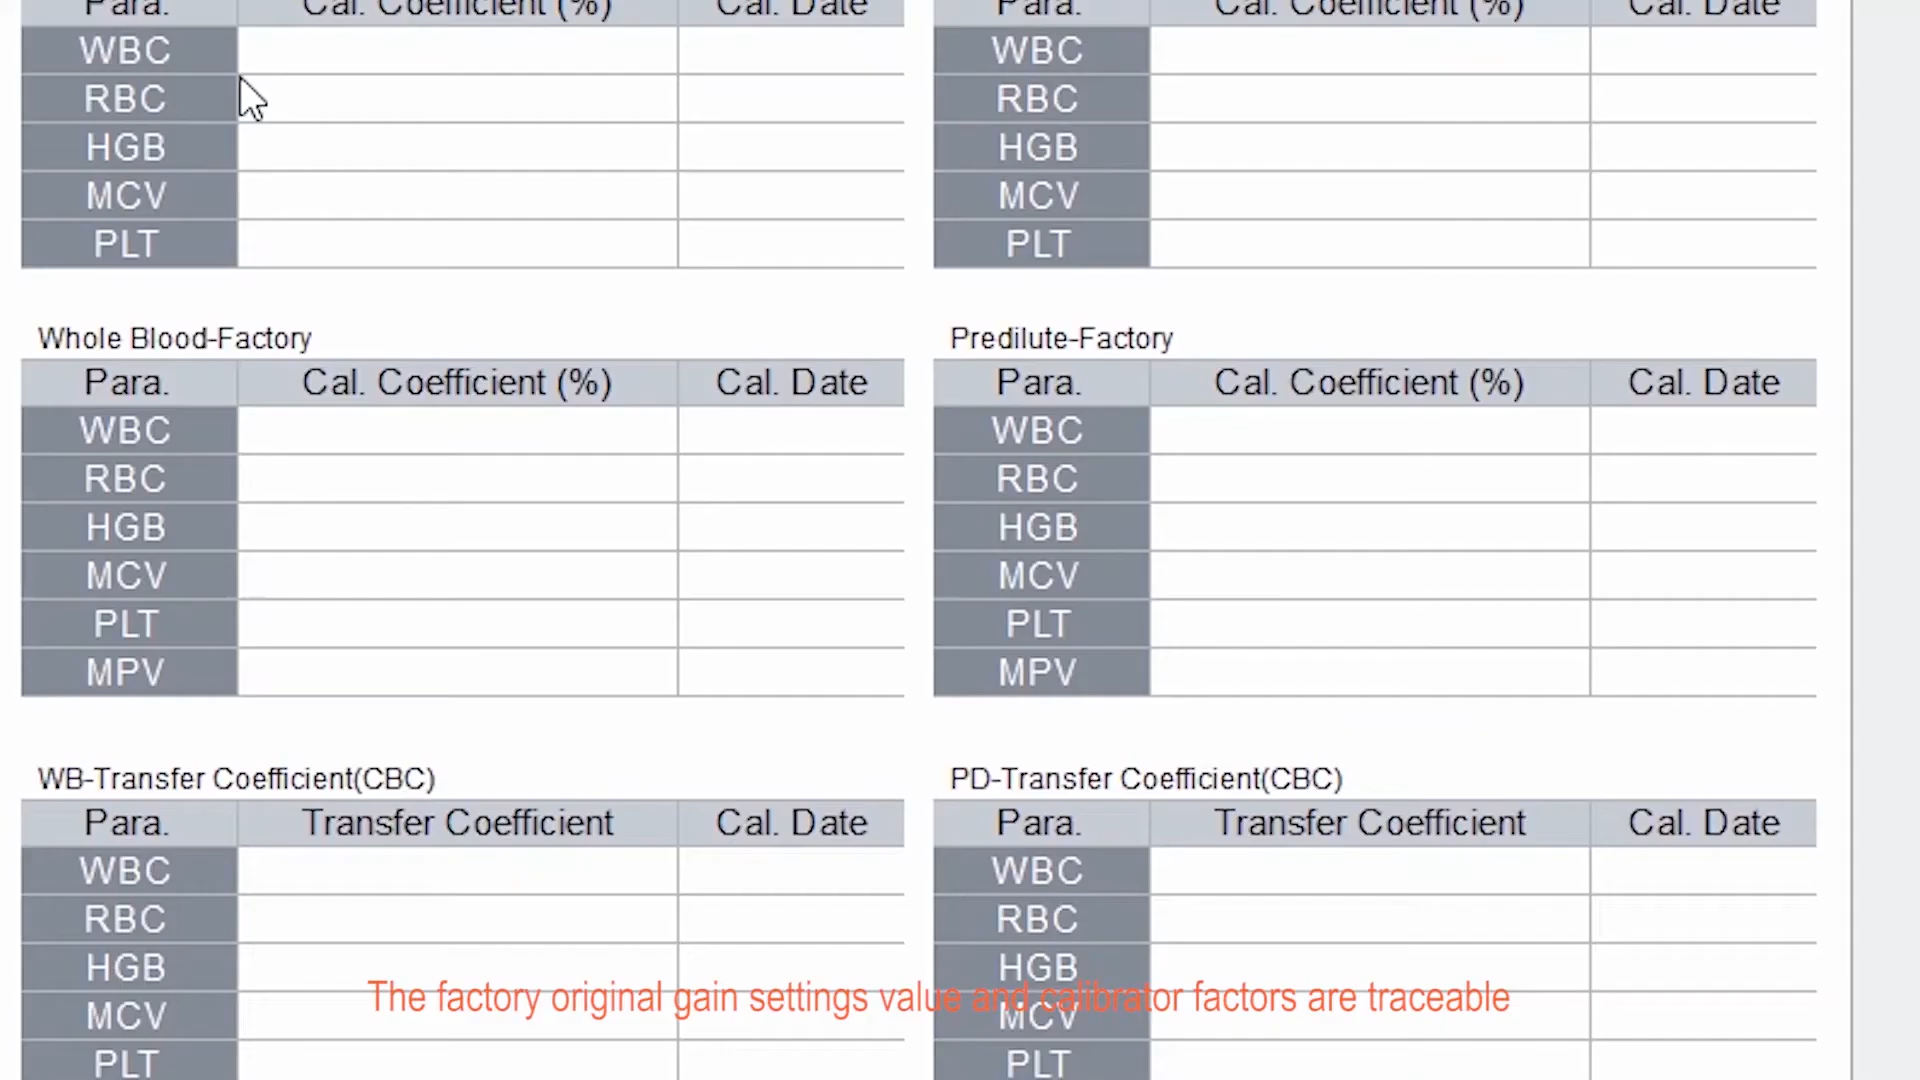 Para. Cal. Coefficient (%) Cal. Date
WBC
RBC
HGB
MCV
PLT
Para. Cal. Coefficient (%) Cal. Date
WBC
RBC
HGB
MCV
PLT
Whole Blood-Factory
Para. Cal. Coefficient (%) Cal. Date
WBC
RBC
HGB
MCV
PLT
MPV
Predilute-Factory
Para. Cal. Coefficient (%) Cal. Date
WBC
RBC
HGB
MCV
PLT
MPV
WB-Transfer Coefficient(CBC)
Para. Transfer Coefficient Cal. Date
WBC
RBC
HGB
MCV
PLT
PD-Transfer Coefficient(CBC)
Para. Transfer Coefficient Cal. Date
WBC
RBC
HGB
MCV
PLT
The factory original gain settings value and calibrator factors are traceable